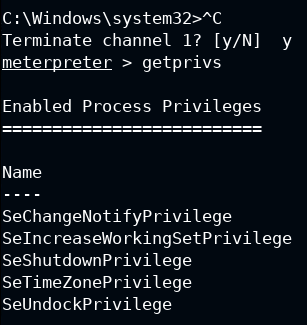 C:\Windows\system32>^C
Terminate channel 1? [y/N]  y
meterpreter > getprivs

Enabled Process Privileges
==========================

Name
----
SeChangeNotifyPrivilege
SeIncreaseWorkingSetPrivilege
SeShutdownPrivilege
SeTimeZonePrivilege
SeUndockPrivilege